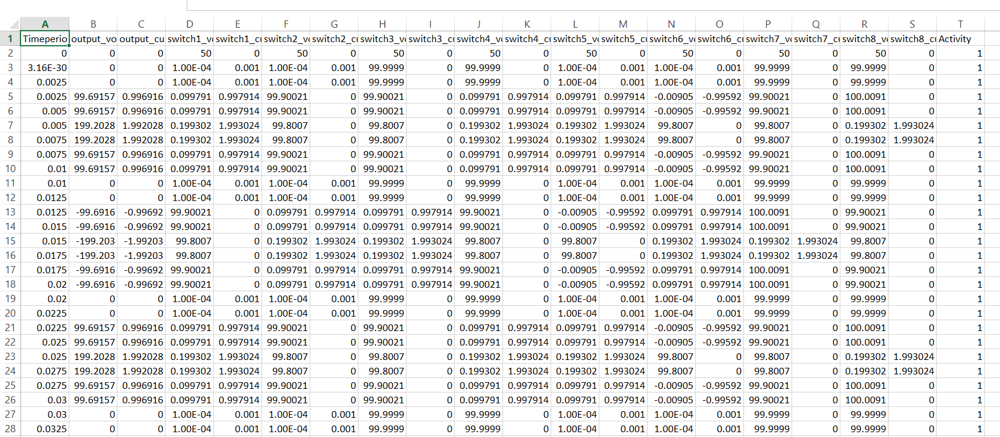 A B C D E F G H I J K L M N O P Q R S T
1 Timeperio output_vo output_cu switch1_v switch1_c switch2_v switch2_c switch3_v switch3_c switch4_v switch4_c switch5_v switch5_c switch6_v switch6_c switch7_v switch7_c switch8_v switch8_c Activity
2 0 0 0 50 0 50 0 50 0 50 0 50 0 50 0 50 0 50 0 1
3 3.16E-30 0 0 1.00E-04 0.001 1.00E-04 0.001 99.9999 0 99.9999 0 1.00E-04 0.001 1.00E-04 0.001 99.9999 0 99.9999 0 1
4 0.0025 0 0 1.00E-04 0.001 1.00E-04 0.001 99.9999 0 99.9999 0 1.00E-04 0.001 1.00E-04 0.001 99.9999 0 99.9999 0 1
5 0.0025 99.69157 0.996916 0.099791 0.997914 99.90021 0 99.90021 0 0.099791 0.997914 0.099791 0.997914 -0.00905 -0.99592 99.90021 0 100.0091 0 1
6 0.005 99.69157 0.996916 0.099791 0.997914 99.90021 0 99.90021 0 0.099791 0.997914 0.099791 0.997914 -0.00905 -0.99592 99.90021 0 100.0091 0 1
7 0.005 199.2028 1.992028 0.199302 1.993024 99.8007 0 99.8007 0 0.199302 1.993024 0.199302 1.993024 99.8007 0 99.8007 0 0.199302 1.993024 1
8 0.0075 199.2028 1.992028 0.199302 1.993024 99.8007 0 99.8007 0 0.199302 1.993024 0.199302 1.993024 99.8007 0 99.8007 0 0.199302 1.993024 1
9 0.0075 99.69157 0.996916 0.099791 0.997914 99.90021 0 99.90021 0 0.099791 0.997914 0.099791 0.997914 -0.00905 -0.99592 99.90021 0 100.0091 0 1
10 0.01 99.69157 0.996916 0.099791 0.997914 99.90021 0 99.90021 0 0.099791 0.997914 0.099791 0.997914 -0.00905 -0.99592 99.90021 0 100.0091 0 1
11 0.01 0 0 1.00E-04 0.001 1.00E-04 0.001 99.9999 0 99.9999 0 1.00E-04 0.001 1.00E-04 0.001 99.9999 0 99.9999 0 1
12 0.0125 0 0 1.00E-04 0.001 1.00E-04 0.001 99.9999 0 99.9999 0 1.00E-04 0.001 1.00E-04 0.001 99.9999 0 99.9999 0 1
13 0.0125 -99.6916 -0.99692 99.90021 0 0.099791 0.997914 0.099791 0.997914 99.90021 0 -0.00905 -0.99592 0.099791 0.997914 100.0091 0 99.90021 0 1
14 0.015 -99.6916 -0.99692 99.90021 0 0.099791 0.997914 0.099791 0.997914 99.90021 0 -0.00905 -0.99592 0.099791 0.997914 100.0091 0 99.90021 0 1
15 0.015 -199.203 -1.99203 99.8007 0 0.199302 1.993024 0.199302 1.993024 99.8007 0 99.8007 0 0.199302 1.993024 0.199302 1.993024 99.8007 0 1
16 0.0175 -199.203 -1.99203 99.8007 0 0.199302 1.993024 0.199302 1.993024 99.8007 0 99.8007 0 0.199302 1.993024 0.199302 1.993024 99.8007 0 1
17 0.0175 -99.6916 -0.99692 99.90021 0 0.099791 0.997914 0.099791 0.997914 99.90021 0 -0.00905 -0.99592 0.099791 0.997914 100.0091 0 99.90021 0 1
18 0.02 -99.6916 -0.99692 99.90021 0 0.099791 0.997914 0.099791 0.997914 99.90021 0 -0.00905 -0.99592 0.099791 0.997914 100.0091 0 99.90021 0 1
19 0.02 0 0 1.00E-04 0.001 1.00E-04 0.001 99.9999 0 99.9999 0 1.00E-04 0.001 1.00E-04 0.001 99.9999 0 99.9999 0 1
20 0.0225 0 0 1.00E-04 0.001 1.00E-04 0.001 99.9999 0 99.9999 0 1.00E-04 0.001 1.00E-04 0.001 99.9999 0 99.9999 0 1
21 0.0225 99.69157 0.996916 0.099791 0.997914 99.90021 0 99.90021 0 0.099791 0.997914 0.099791 0.997914 -0.00905 -0.99592 99.90021 0 100.0091 0 1
22 0.025 99.69157 0.996916 0.099791 0.997914 99.90021 0 99.90021 0 0.099791 0.997914 0.099791 0.997914 -0.00905 -0.99592 99.90021 0 100.0091 0 1
23 0.025 199.2028 1.992028 0.199302 1.993024 99.8007 0 99.8007 0 0.199302 1.993024 0.199302 1.993024 99.8007 0 99.8007 0 0.199302 1.993024 1
24 0.0275 199.2028 1.992028 0.199302 1.993024 99.8007 0 99.8007 0 0.199302 1.993024 0.199302 1.993024 99.8007 0 99.8007 0 0.199302 1.993024 1
25 0.0275 99.69157 0.996916 0.099791 0.997914 99.90021 0 99.90021 0 0.099791 0.997914 0.099791 0.997914 -0.00905 -0.99592 99.90021 0 100.0091 0 1
26 0.03 99.69157 0.996916 0.099791 0.997914 99.90021 0 99.90021 0 0.099791 0.997914 0.099791 0.997914 -0.00905 -0.99592 99.90021 0 100.0091 0 1
27 0.03 0 0 1.00E-04 0.001 1.00E-04 0.001 99.9999 0 99.9999 0 1.00E-04 0.001 1.00E-04 0.001 99.9999 0 99.9999 0 1
28 0.0325 0 0 1.00E-04 0.001 1.00E-04 0.001 99.9999 0 99.9999 0 1.00E-04 0.001 1.00E-04 0.001 99.9999 0 99.9999 0 1